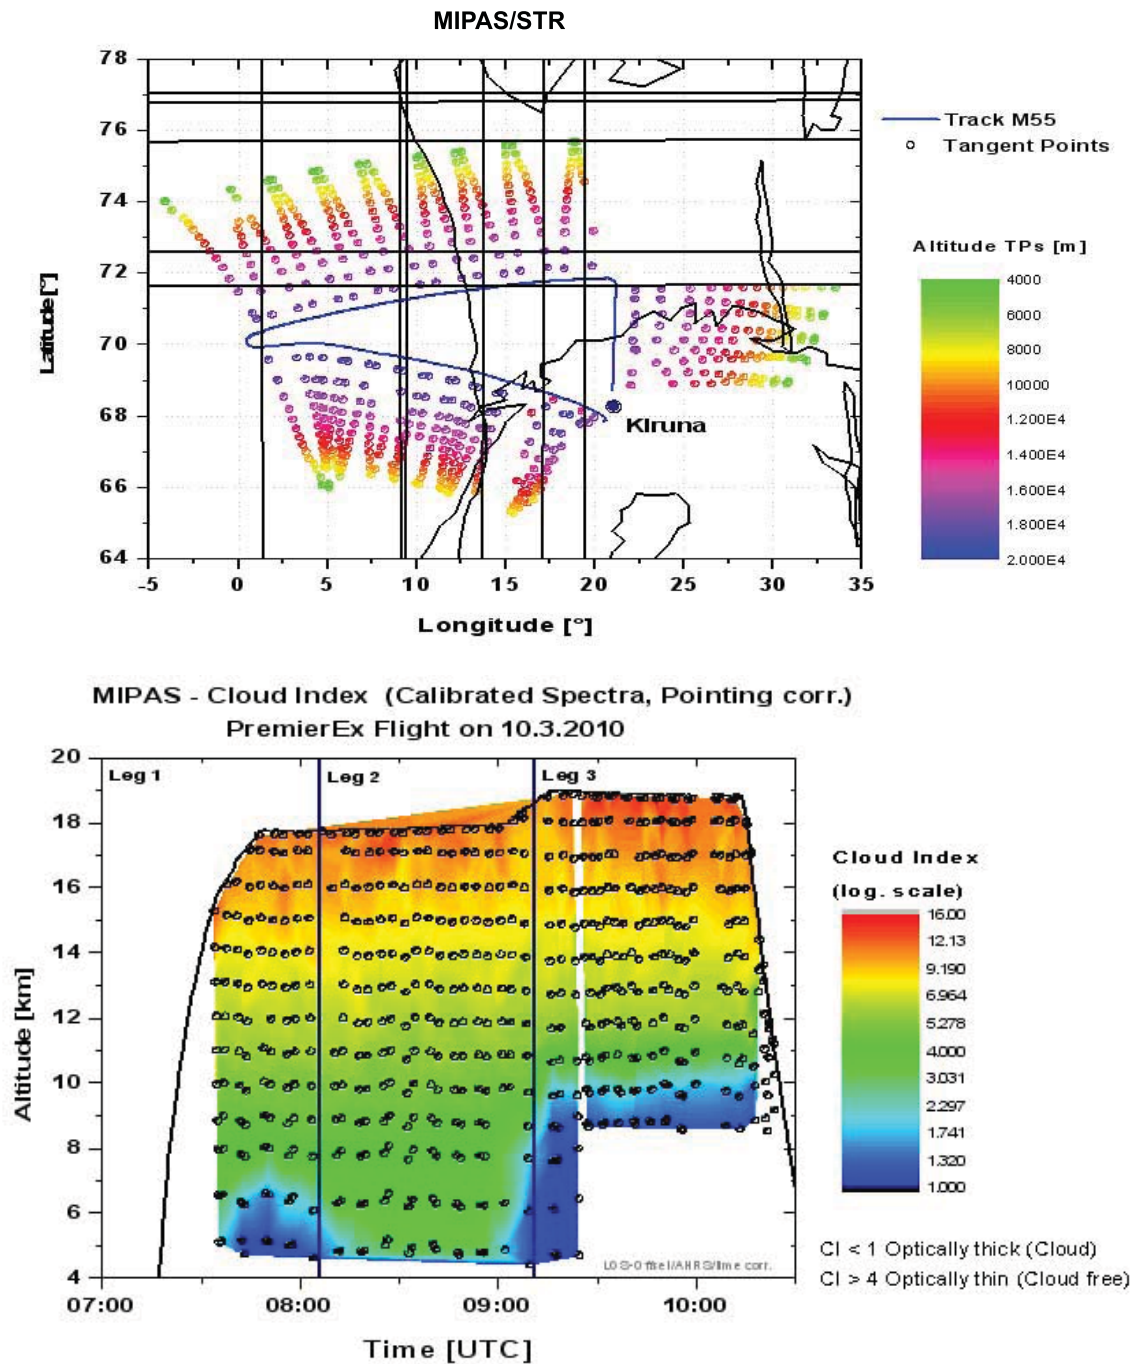 MIPAS/STR
78
76
74
72
70
68
66
64
Latitude[°]
-5 0 5 10 15 20 25 30 35
Longitude [°]
Kiruna
Track M55
Tangent Points
Altitude TPs [m]
4000
6000
8000
10000
1.200E4
1.400E4
1.600E4
1.800E4
2.000E4
MIPAS - Cloud Index (Calibrated Spectra, Pointing corr.)
PremierEx Flight on 10.3.2010
Leg 1 Leg 2 Leg 3
20
18
16
14
12
10
8
6
4
Altitude [km]
07:00 08:00 09:00 10:00
Time [UTC]
LOS-Offset/AHRS/time corr.
Cloud Index
(log. scale)
16.00
12.13
9.190
6.964
5.278
4.000
3.031
2.297
1.741
1.320
1.000
CI < 1 Optically thick (Cloud)
CI > 4 Optically thin (Cloud free)